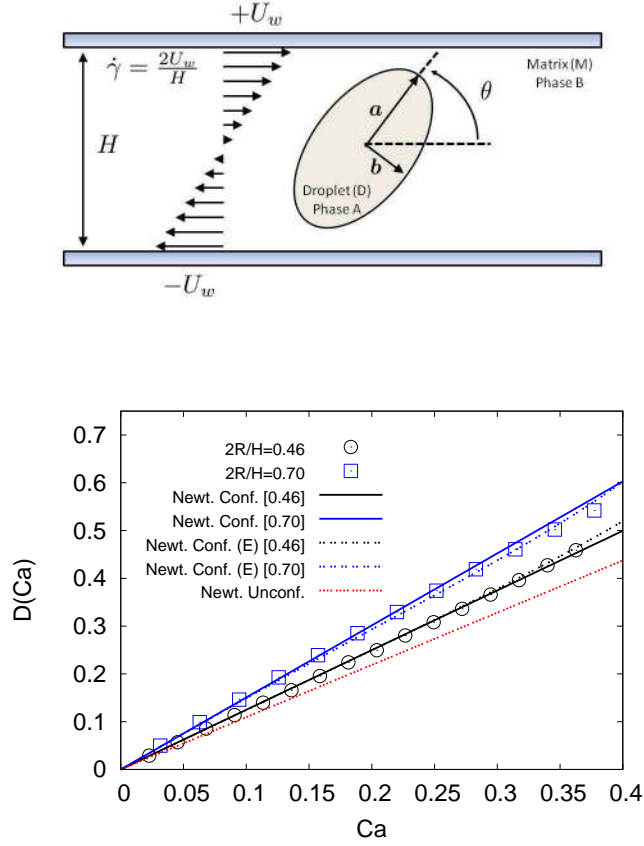 +U_w
γ̇ = 2U_w/H
Matrix (M)
Phase B
H
a
θ
b
Droplet (D)
Phase A
−U_w
0.7
0.6
0.5
0.4
0.3
0.2
0.1
0
D(Ca)
2R/H=0.46
2R/H=0.70
Newt. Conf. [0.46]
Newt. Conf. [0.70]
Newt. Conf. (E) [0.46]
Newt. Conf. (E) [0.70]
Newt. Unconf.
0 0.05 0.1 0.15 0.2 0.25 0.3 0.35 0.4
Ca